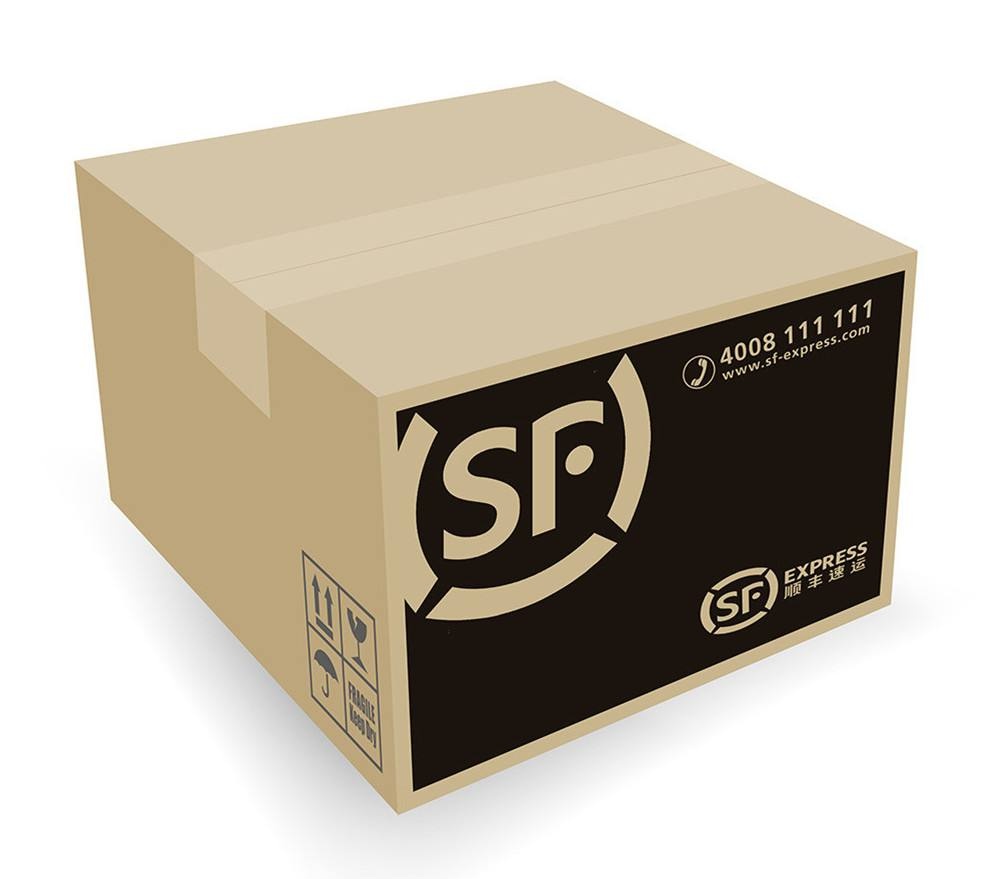 4008 111 111
www.sf-express.com
SF
SF
EXPRESS
顺丰速运
FRAGILE
Keep Dry